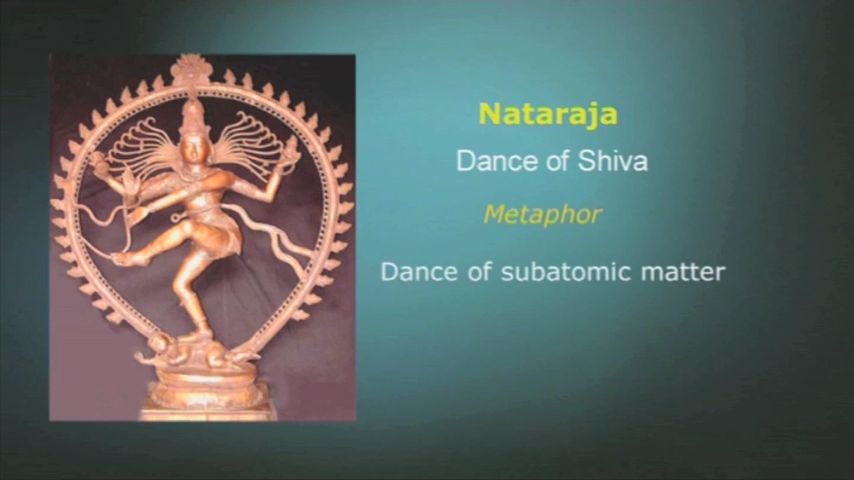 Nataraja
Dance of Shiva
Metaphor
Dance of subatomic matter